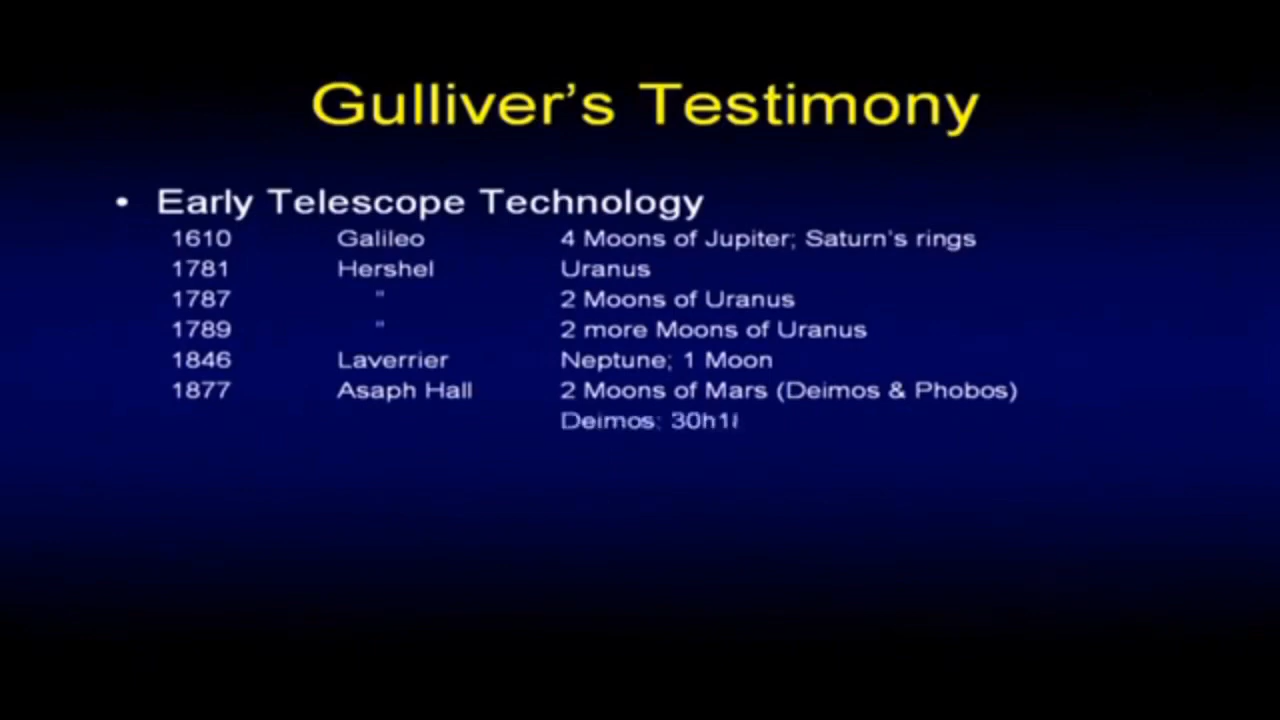 Gulliver's Testimony
• Early Telescope Technology
1610 Galileo 4 Moons of Jupiter; Saturn's rings
1781 Hershel Uranus
1787 " 2 Moons of Uranus
1789 " 2 more Moons of Uranus
1846 Laverrier Neptune; 1 Moon
1877 Asaph Hall 2 Moons of Mars (Deimos & Phobos)
Deimos: 30h1